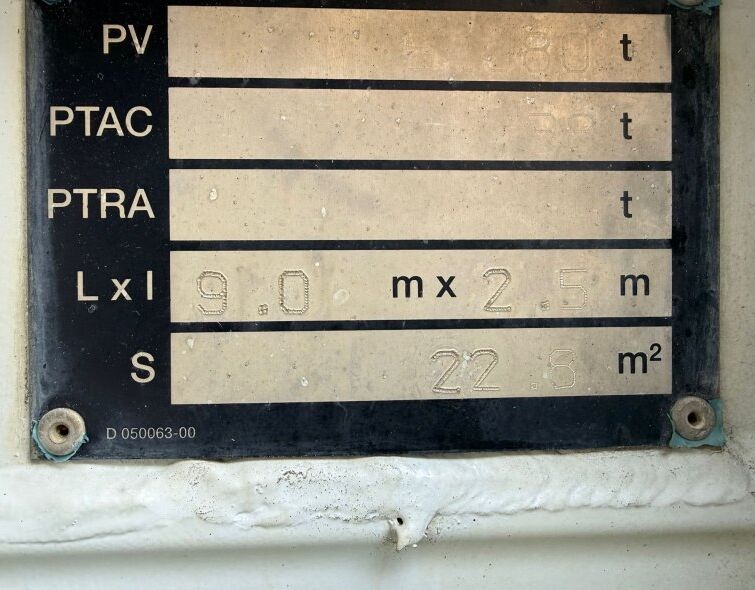 PV t
PTAC t
PTRA t
L x l 9.0 m x 2.5 m
S 22.8 m²
D 050063-00